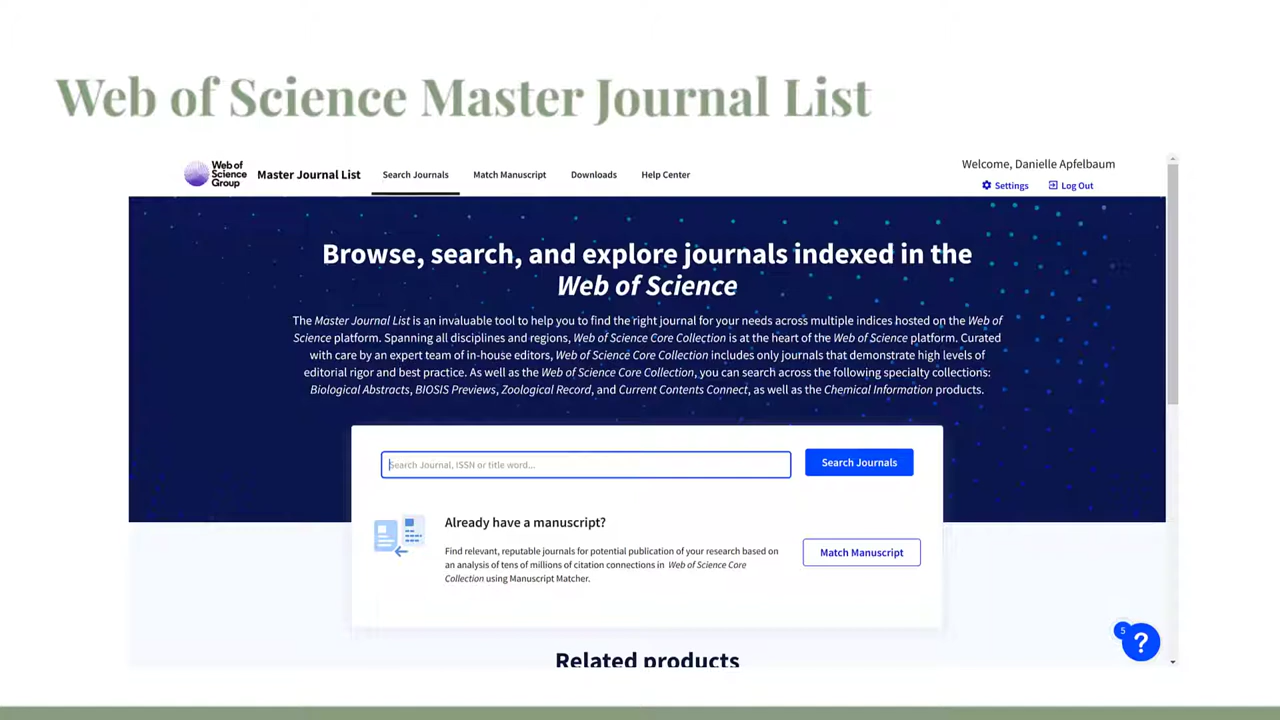 Web of Science Master Journal List
Web of
Science
Group
Master Journal List
Search Journals
Match Manuscript
Downloads
Help Center
Welcome, Danielle Apfelbaum
Settings
Log Out
Browse, search, and explore journals indexed in the
Web of Science
The Master Journal List is an invaluable tool to help you to find the right journal for your needs across multiple indices hosted on the Web of
Science platform. Spanning all disciplines and regions, Web of Science Core Collection is at the heart of the Web of Science platform. Curated
with care by an expert team of in-house editors, Web of Science Core Collection includes only journals that demonstrate high levels of
editorial rigor and best practice. As well as the Web of Science Core Collection, you can search across the following specialty collections:
Biological Abstracts, BIOSIS Previews, Zoological Record, and Current Contents Connect, as well as the Chemical Information products.
Search Journal, ISSN or title word...
Search Journals
Already have a manuscript?
Find relevant, reputable journals for potential publication of your research based on
an analysis of tens of millions of citation connections in Web of Science Core
Collection using Manuscript Matcher.
Match Manuscript
5
?
Related products